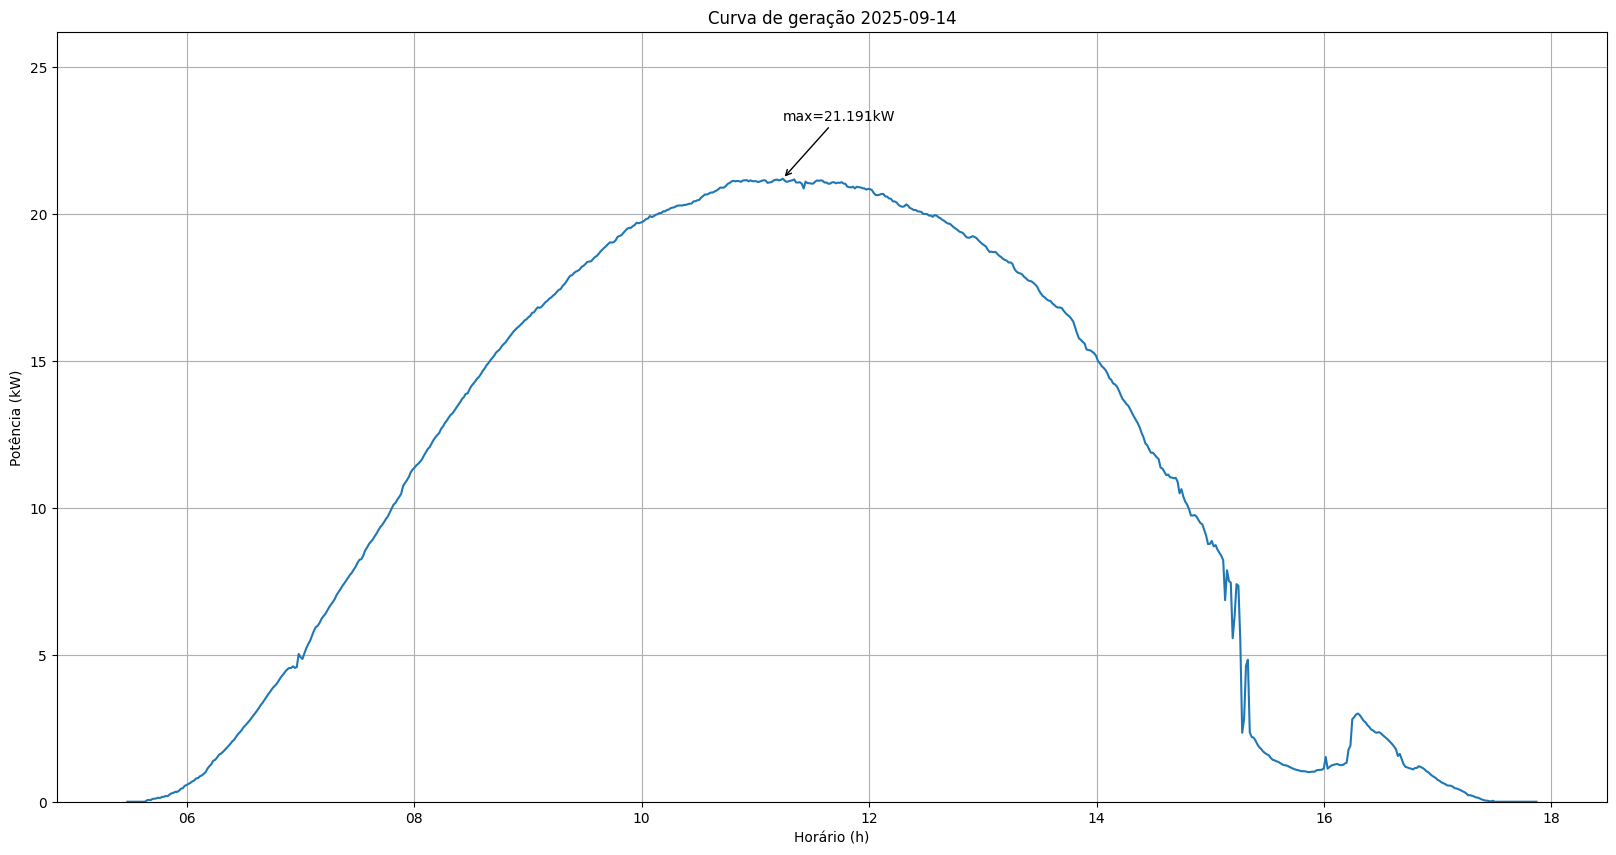 Curva de geração 2025-09-14
25
max=21.191kW
20
15
Potência (kW)
10
5
0
06 08 10 12 14 16 18
Horário (h)